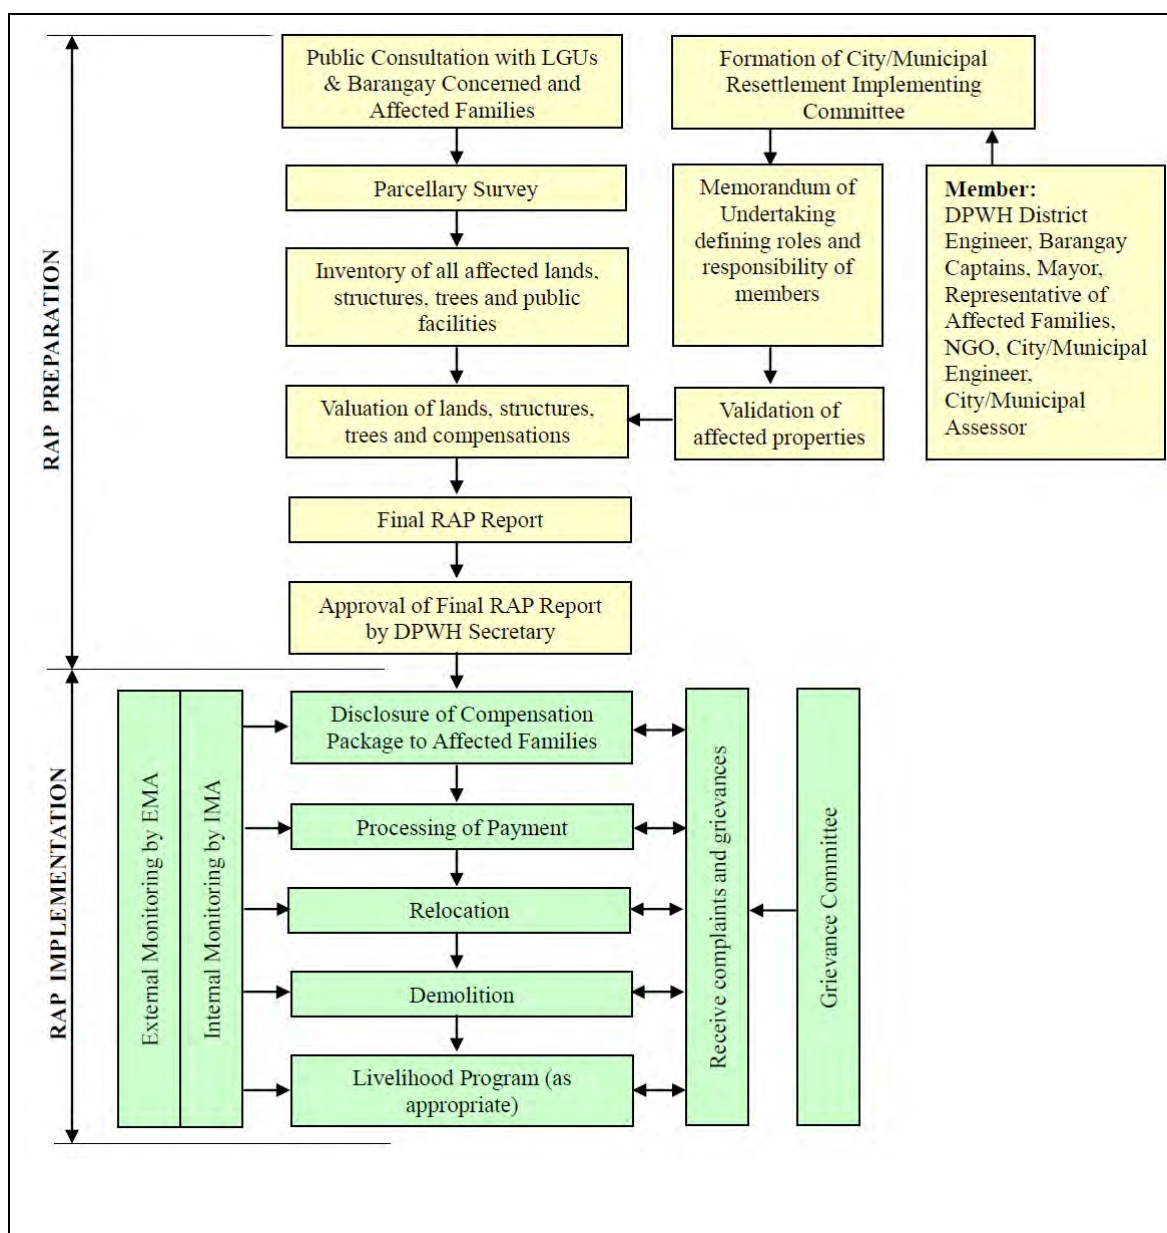 RAP PREPARATION
Public Consultation with LGUs
& Barangay Concerned and
Affected Families
Parcellary Survey
Inventory of all affected lands,
structures, trees and public
facilities
Valuation of lands, structures,
trees and compensations
Final RAP Report
Approval of Final RAP Report
by DPWH Secretary
Formation of City/Municipal
Resettlement Implementing
Committee
Memorandum of
Undertaking
defining roles and
responsibility of
members
Validation of
affected properties
Member:
DPWH District
Engineer, Barangay
Captains, Mayor,
Representative of
Affected Families,
NGO, City/Municipal
Engineer,
City/Municipal
Assessor
RAP IMPLEMENTATION
External Monitoring by EMA
Internal Monitoring by IMA
Disclosure of Compensation
Package to Affected Families
Processing of Payment
Relocation
Demolition
Livelihood Program (as
appropriate)
Receive complaints and grievances
Grievance Committee